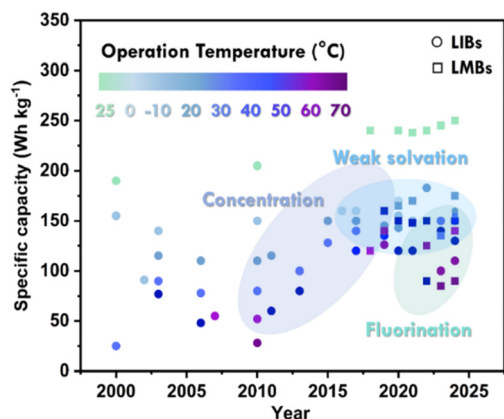 Operation Temperature (°C)
25 0 -10 20 30 40 50 60 70
LIBs
LMBs
Weak solvation
Concentration
Fluorination
Specific capacity (Wh kg⁻¹)
350
300
250
200
150
100
50
0
2000 2005 2010 2015 2020 2025
Year